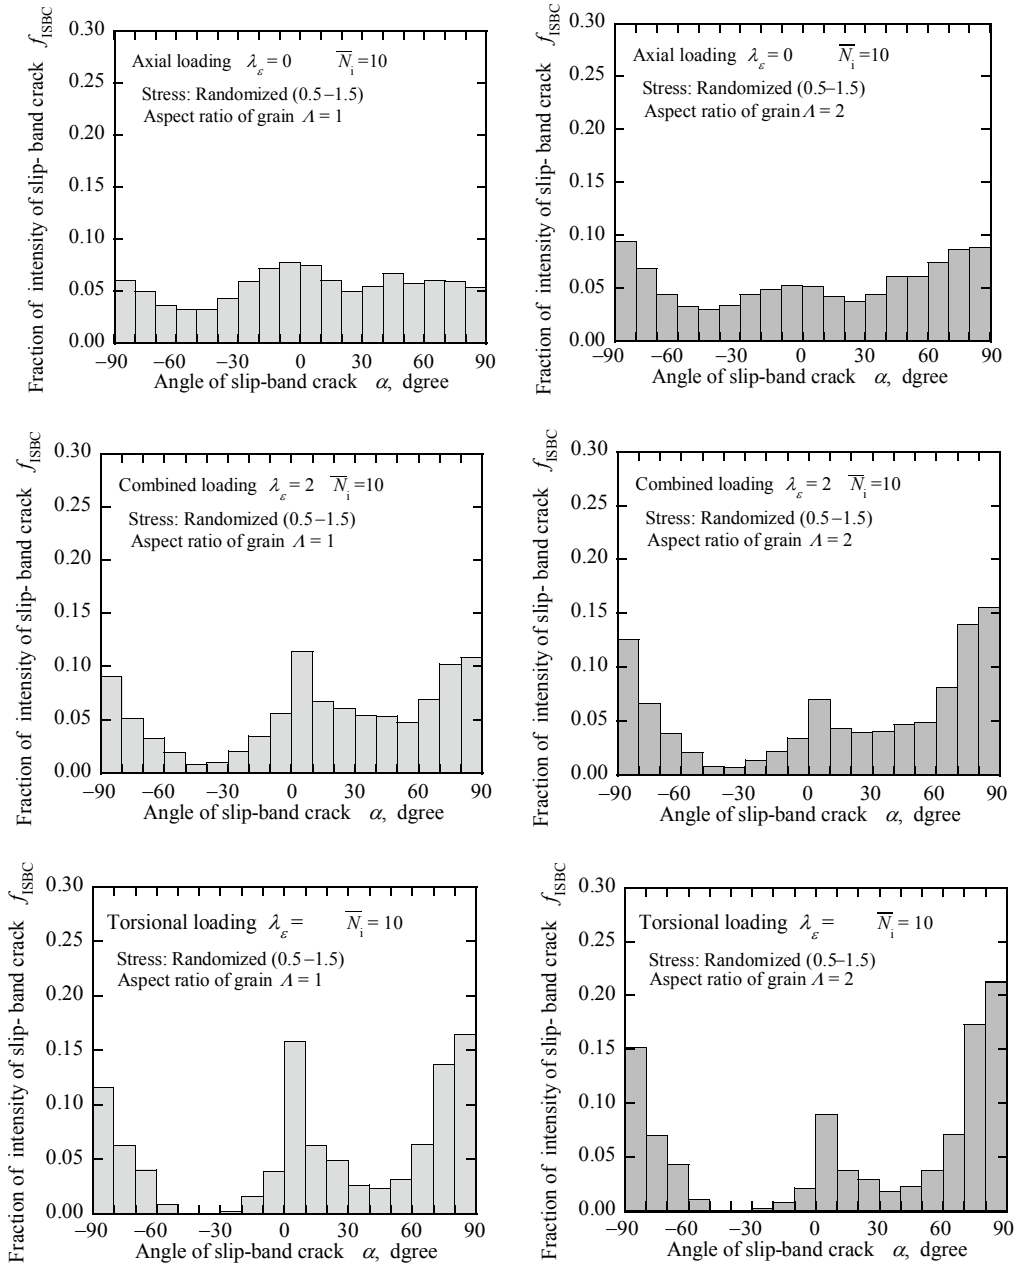 Fraction of intensity of slip- band crack f_ISBC
0.30
0.25
0.20
0.15
0.10
0.05
0.00
Axial loading λ_ε = 0 N̅_i =10
Stress: Randomized (0.5–1.5)
Aspect ratio of grain Λ = 1
–90 –60 –30 0 30 60 90
Angle of slip-band crack α, dgree
Fraction of intensity of slip- band crack f_ISBC
0.30
0.25
0.20
0.15
0.10
0.05
0.00
Axial loading λ_ε = 0 N̅_i =10
Stress: Randomized (0.5–1.5)
Aspect ratio of grain Λ = 2
–90 –60 –30 0 30 60 90
Angle of slip-band crack α, dgree
Fraction of intensity of slip- band crack f_ISBC
0.30
0.25
0.20
0.15
0.10
0.05
0.00
Combined loading λ_ε = 2 N̅_i =10
Stress: Randomized (0.5–1.5)
Aspect ratio of grain Λ = 1
–90 –60 –30 0 30 60 90
Angle of slip-band crack α, dgree
Fraction of intensity of slip- band crack f_ISBC
0.30
0.25
0.20
0.15
0.10
0.05
0.00
Combined loading λ_ε = 2 N̅_i =10
Stress: Randomized (0.5–1.5)
Aspect ratio of grain Λ = 2
–90 –60 –30 0 30 60 90
Angle of slip-band crack α, dgree
Fraction of intensity of slip- band crack f_ISBC
0.30
0.25
0.20
0.15
0.10
0.05
0.00
Torsional loading λ_ε = N̅_i = 10
Stress: Randomized (0.5–1.5)
Aspect ratio of grain Λ = 1
–90 –60 –30 0 30 60 90
Angle of slip-band crack α, dgree
Fraction of intensity of slip- band crack f_ISBC
0.30
0.25
0.20
0.15
0.10
0.05
0.00
Torsional loading λ_ε = N̅_i = 10
Stress: Randomized (0.5–1.5)
Aspect ratio of grain Λ = 2
–90 –60 –30 0 30 60 90
Angle of slip-band crack α, dgree